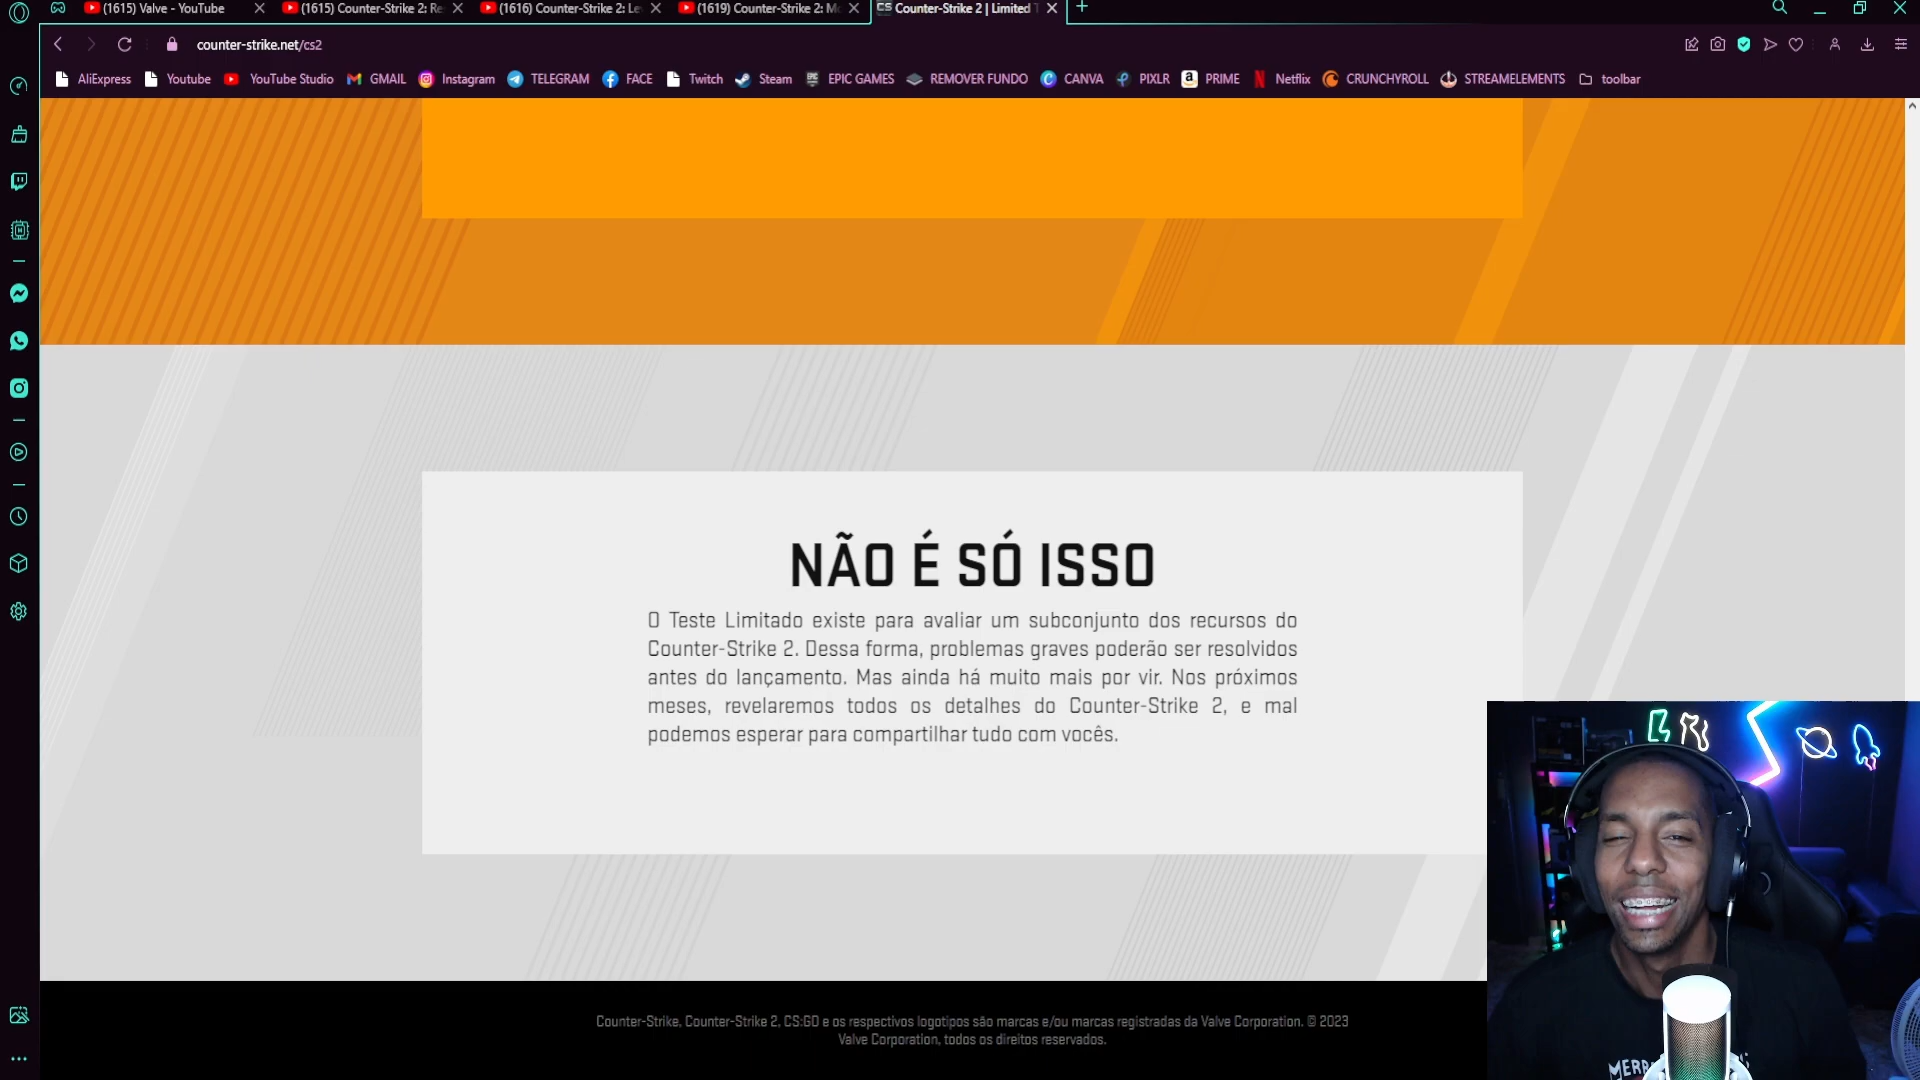 (1615) Valve - YouTube
(1615) Counter-Strike 2: Re
(1616) Counter-Strike 2: Le
(1619) Counter-Strike 2: Mo
Counter-Strike 2 | Limited T
counter-strike.net/cs2
AliExpress
Youtube
YouTube Studio
GMAIL
Instagram
TELEGRAM
FACE
Twitch
Steam
EPIC GAMES
REMOVER FUNDO
CANVA
PIXLR
PRIME
Netflix
CRUNCHYROLL
STREAMELEMENTS
toolbar
NÃO É SÓ ISSO
O Teste Limitado existe para avaliar um subconjunto dos recursos do
Counter-Strike 2. Dessa forma, problemas graves poderão ser resolvidos
antes do lançamento. Mas ainda há muito mais por vir. Nos próximos
meses, revelaremos todos os detalhes do Counter-Strike 2, e mal
podemos esperar para compartilhar tudo com vocês.
Counter-Strike, Counter-Strike 2, CS:GO e os respectivos logotipos são marcas e/ou marcas registradas da Valve Corporation. © 2023
Valve Corporation, todos os direitos reservados.